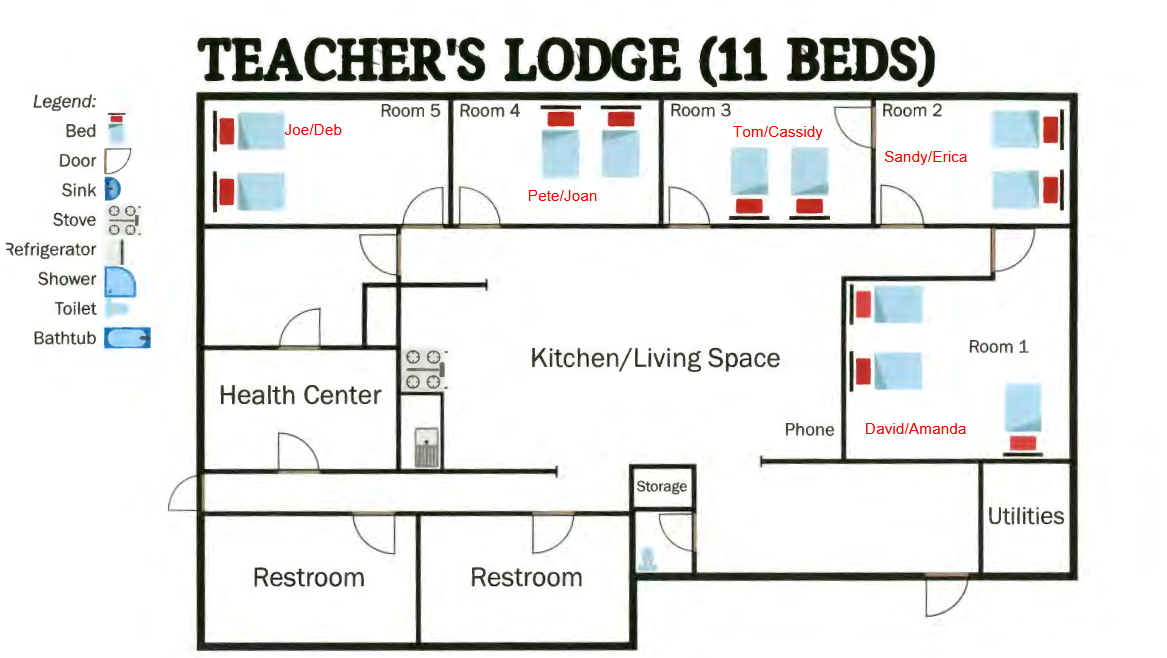 TEACHER'S LODGE (11 BEDS)
Legend:
Bed
Door
Sink
Stove
Refrigerator
Shower
Toilet
Bathtub
Room 5
Joe/Deb
Room 4
Pete/Joan
Room 3
Tom/Cassidy
Room 2
Sandy/Erica
Kitchen/Living Space
Room 1
David/Amanda
Health Center
Phone
Storage
Utilities
Restroom
Restroom